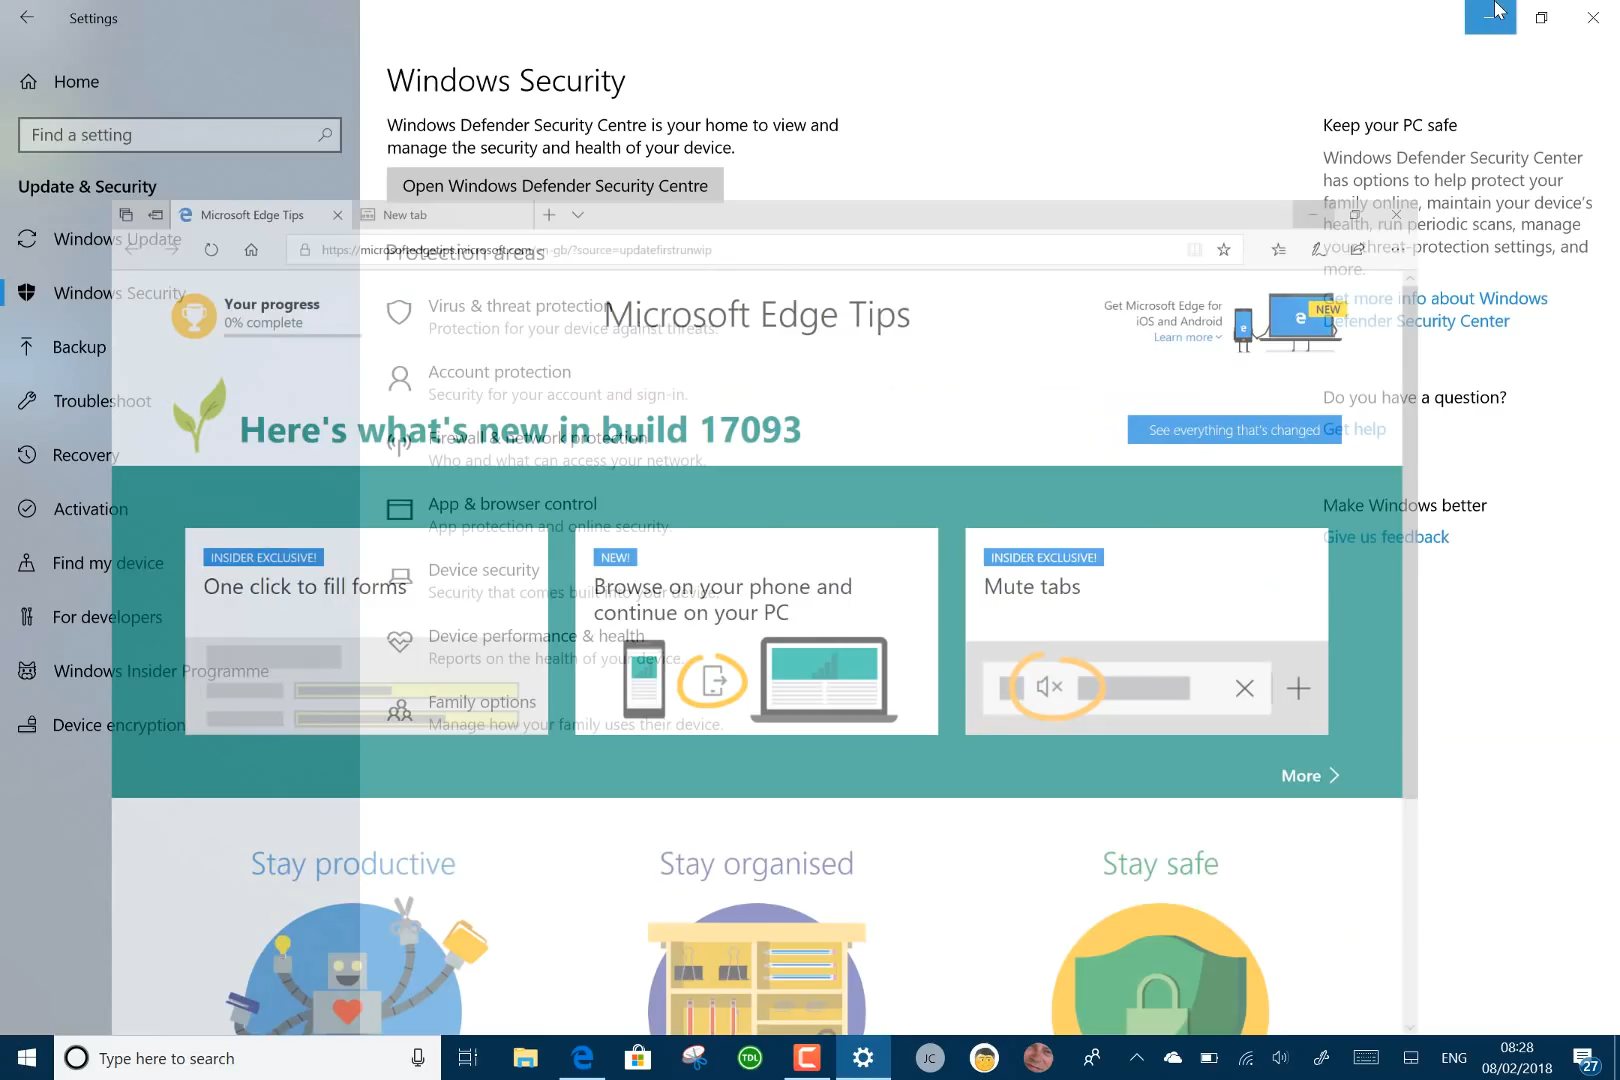 Settings
Home
Find a setting
Update & Security
Windows Update
Windows Security
Backup
Troubleshoot
Recovery
Activation
Find my device
For developers
Windows Insider Programme
Device encryption
Windows Security
Windows Defender Security Centre is your home to view and
manage the security and health of your device.
Open Windows Defender Security Centre
Protection areas
Virus & threat protection
Protection for your device against threats.
Account protection
Security for your account and sign-in.
Firewall & network protection
Who and what can access your network.
App & browser control
App protection and online security.
Device security
Security that comes built into your device.
Device performance & health
Reports on the health of your device.
Family options
Manage how your family uses their device.
Keep your PC safe
Windows Defender Security Center
has options to help protect your
family online, maintain your device's
health, run periodic scans, manage
your threat-protection settings, and
more.
Get more info about Windows
Defender Security Center
Do you have a question?
Get help
Make Windows better
Give us feedback
Microsoft Edge Tips
New tab
https://microsoftedgetips.microsoft.com/en-gb/?source=updatefirstrunwip
Your progress
0% complete
Microsoft Edge Tips
Get Microsoft Edge for
iOS and Android
Learn more
e
e
NEW
Here's what's new in build 17093
See everything that's changed
INSIDER EXCLUSIVE!
One click to fill forms
NEW!
Browse on your phone and
continue on your PC
INSIDER EXCLUSIVE!
Mute tabs
More
Stay productive
Stay organised
Stay safe
Type here to search
TDL
JC
ENG
08:28
08/02/2018
27